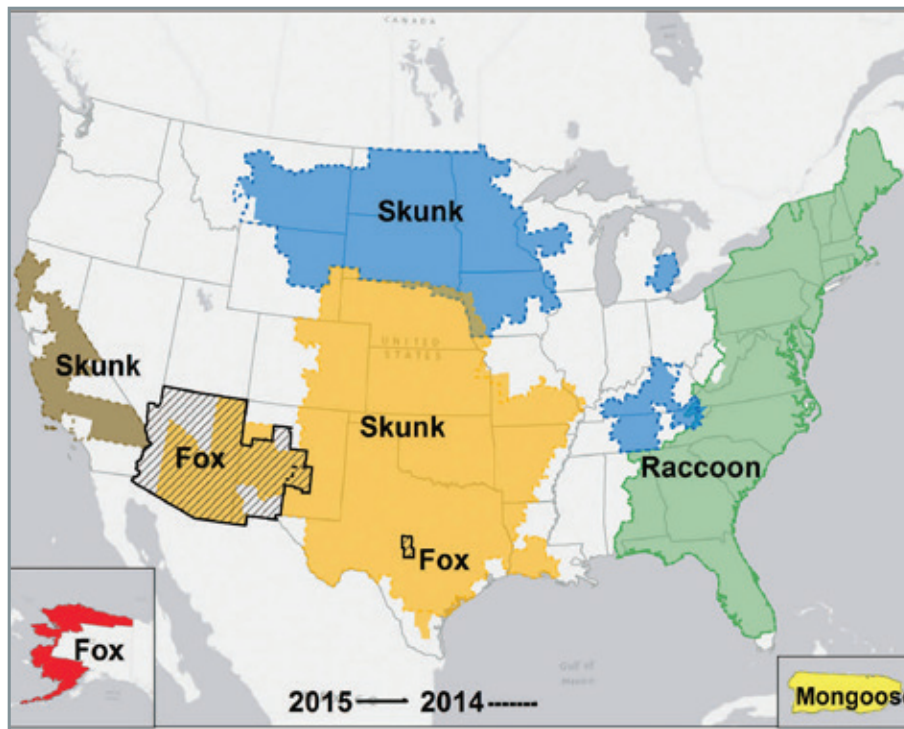 CANADA
Skunk
UNITED
STATES
Skunk
Skunk
Fox
Raccoon
Fox
Fox
Gulf of
Mexico
2015 2014
Mongoose